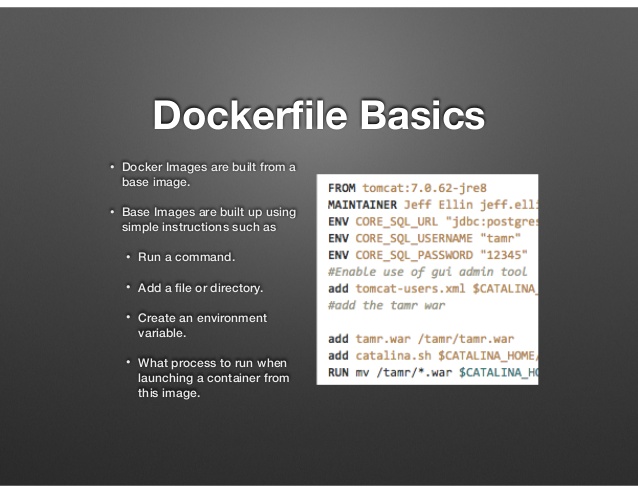 Dockerfile Basics
• Docker Images are built from a
base image.
• Base Images are built up using
simple instructions such as
• Run a command.
• Add a file or directory.
• Create an environment
variable.
• What process to run when
launching a container from
this image.
FROM tomcat:7.0.62-jre8
MAINTAINER Jeff Ellin jeff.elli
ENV CORE_SQL_URL "jdbc:postgres
ENV CORE_SQL_USERNAME "tamr"
ENV CORE_SQL_PASSWORD "12345"
#Enable use of gui admin tool
add tomcat-users.xml $CATALINA_
#add the tamr war
add tamr.war /tamr/tamr.war
add catalina.sh $CATALINA_HOME/
RUN mv /tamr/*.war $CATALINA_HO